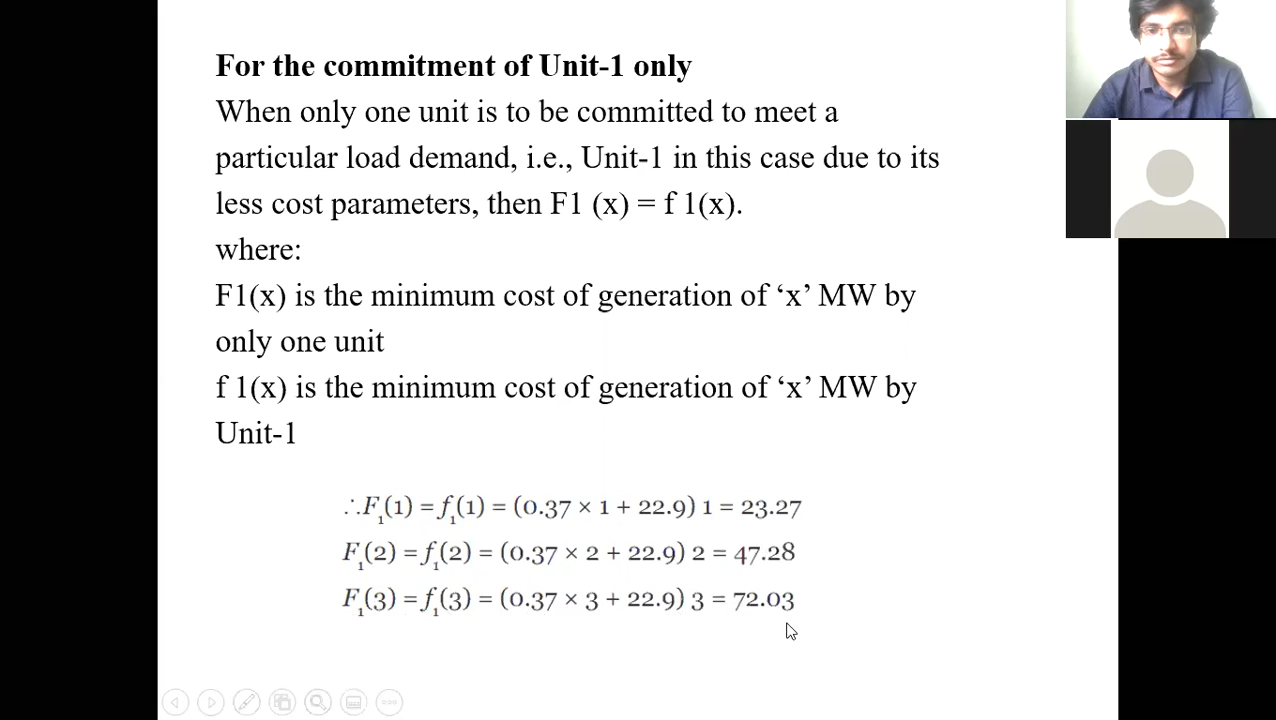 For the commitment of Unit-1 only
When only one unit is to be committed to meet a
particular load demand, i.e., Unit-1 in this case due to its
less cost parameters, then F1 (x) = f 1(x).
where:
F1(x) is the minimum cost of generation of ‘x’ MW by
only one unit
f 1(x) is the minimum cost of generation of ‘x’ MW by
Unit-1
∴F₁(1) = f₁(1) = (0.37 × 1 + 22.9) 1 = 23.27
F₁(2) = f₁(2) = (0.37 × 2 + 22.9) 2 = 47.28
F₁(3) = f₁(3) = (0.37 × 3 + 22.9) 3 = 72.03